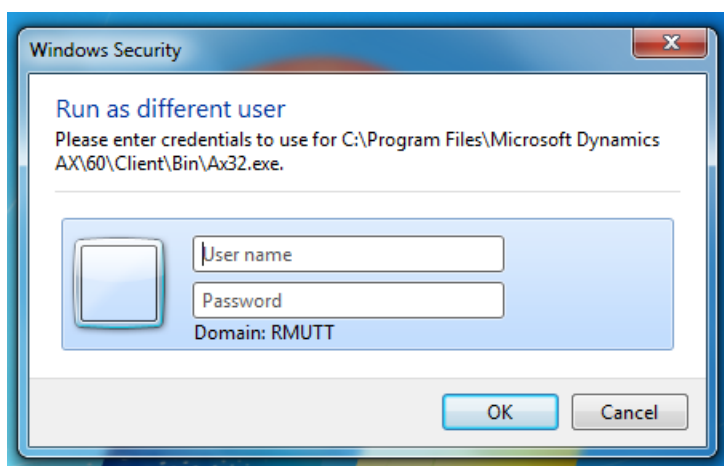 Windows Security
Run as different user
Please enter credentials to use for C:\Program Files\Microsoft Dynamics
AX\60\Client\Bin\Ax32.exe.
User name
Password
Domain: RMUTT
OK
Cancel